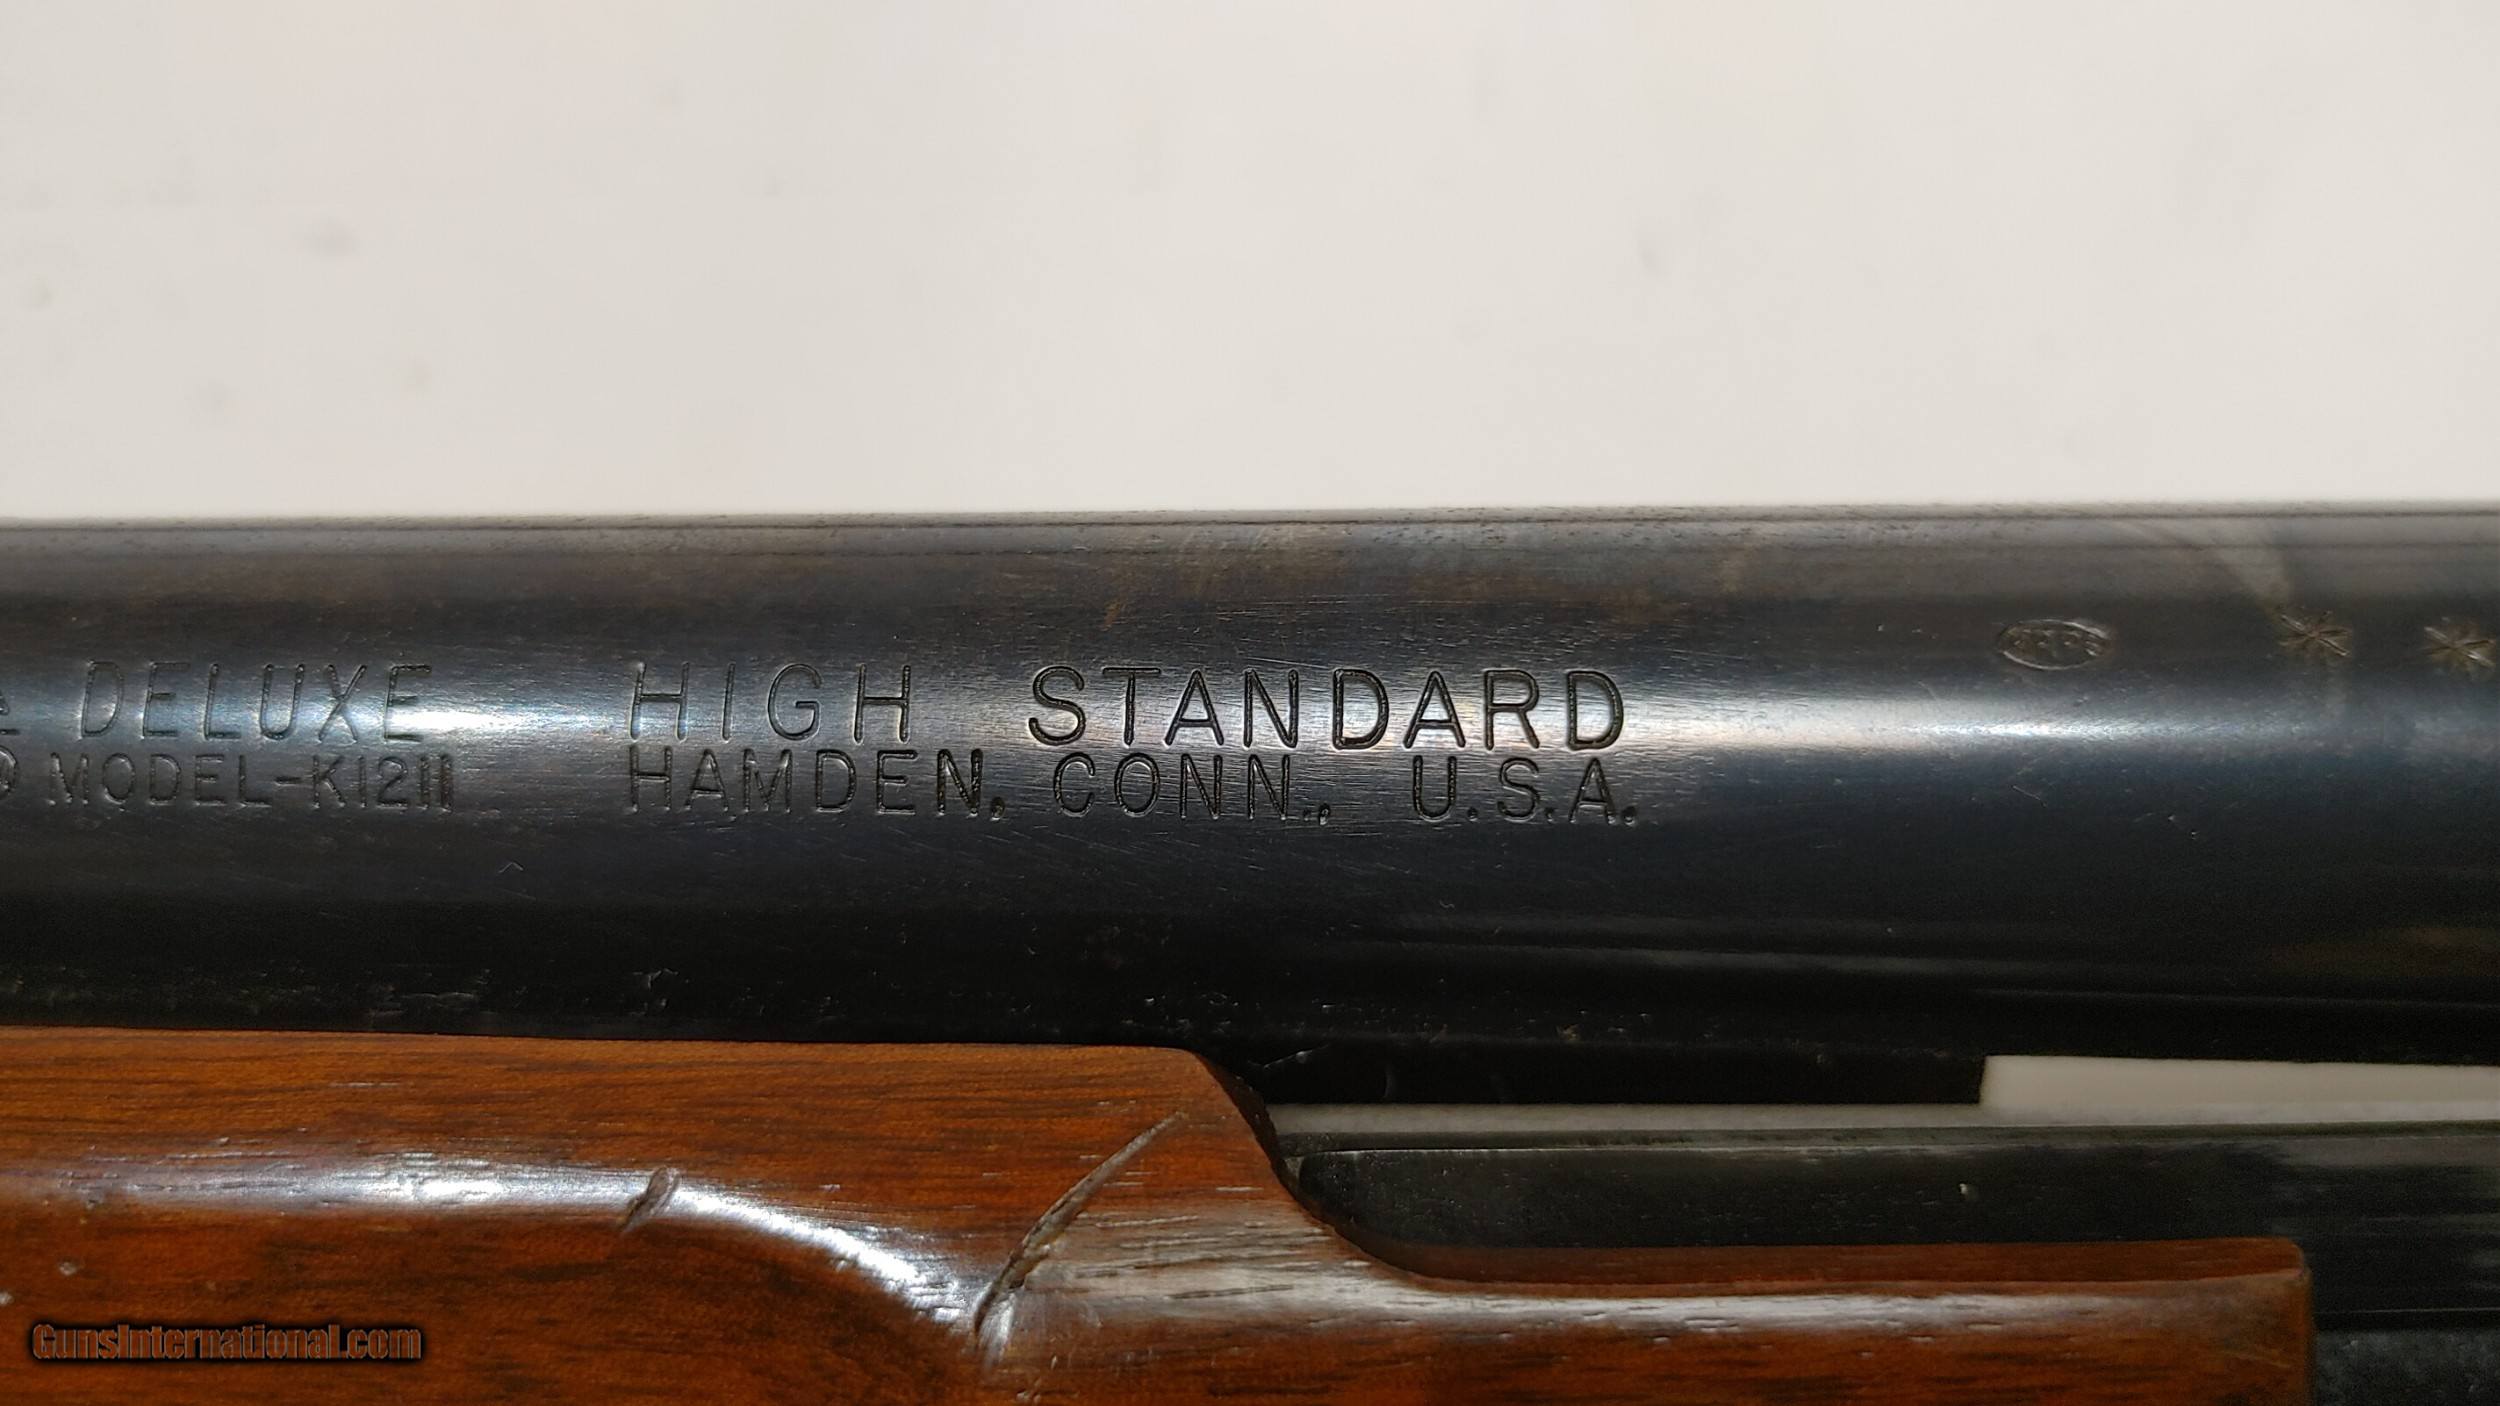 DELUXE HIGH STANDARD
MODEL-K1211 HAMDEN, CONN., U.S.A.
GunsInternational.com